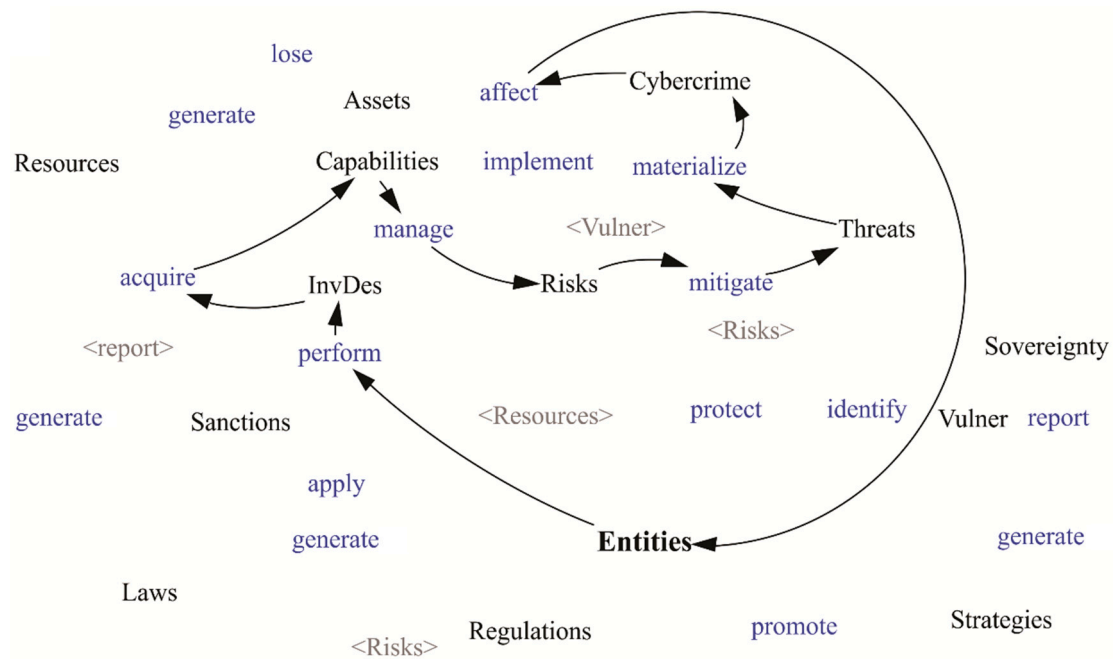 lose
affect
Cybercrime
Assets
generate
Resources
Capabilities
implement
materialize
manage
<Vulner>
Threats
acquire
InvDes
Risks
mitigate
<Risks>
<report>
perform
Sovereignty
generate
Sanctions
<Resources>
protect
identify
Vulner
report
apply
generate
Entities
generate
Laws
Regulations
promote
Strategies
<Risks>